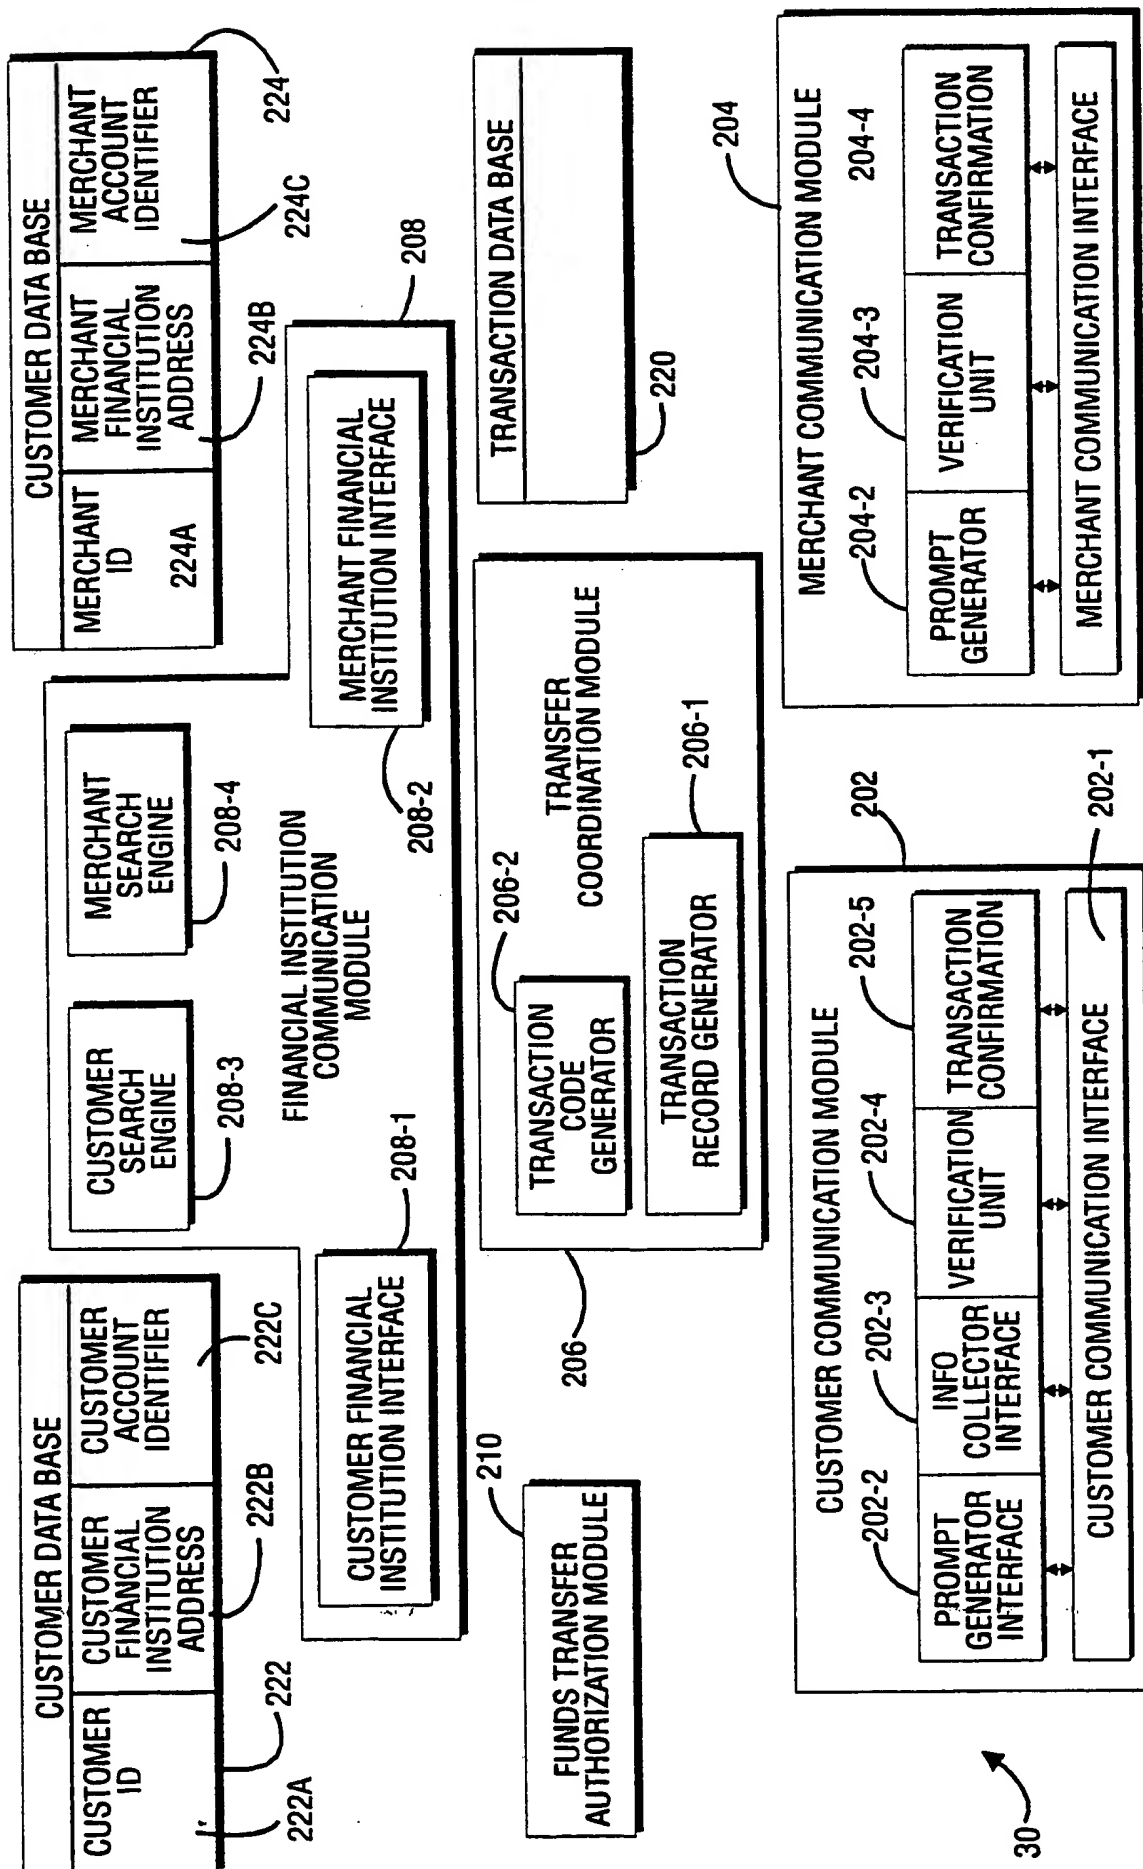 CUSTOMER DATA BASE
CUSTOMER
ID
CUSTOMER
FINANCIAL
INSTITUTION
ADDRESS
CUSTOMER
ACCOUNT
IDENTIFIER
222A
222
222B
222C
CUSTOMER
SEARCH
ENGINE
208-3
MERCHANT
SEARCH
ENGINE
208-4
CUSTOMER DATA BASE
MERCHANT
ID
224A
MERCHANT
FINANCIAL
INSTITUTION
ADDRESS
MERCHANT
ACCOUNT
IDENTIFIER
224B
224C
224
FINANCIAL INSTITUTION
COMMUNICATION
MODULE
CUSTOMER FINANCIAL
INSTITUTION INTERFACE
208-1
MERCHANT FINANCIAL
INSTITUTION INTERFACE
208-2
208
210
FUNDS TRANSFER
AUTHORIZATION MODULE
206
TRANSACTION
CODE
GENERATOR
206-2
TRANSFER
COORDINATION MODULE
TRANSACTION
RECORD GENERATOR
206-1
TRANSACTION DATA BASE
220
CUSTOMER COMMUNICATION MODULE
202
202-2
202-3
202-4
202-5
PROMPT
GENERATOR
INTERFACE
INFO
COLLECTOR
INTERFACE
VERIFICATION
UNIT
TRANSACTION
CONFIRMATION
CUSTOMER COMMUNICATION INTERFACE
202-1
MERCHANT COMMUNICATION MODULE
204
204-2
204-3
204-4
PROMPT
GENERATOR
VERIFICATION
UNIT
TRANSACTION
CONFIRMATION
MERCHANT COMMUNICATION INTERFACE
30